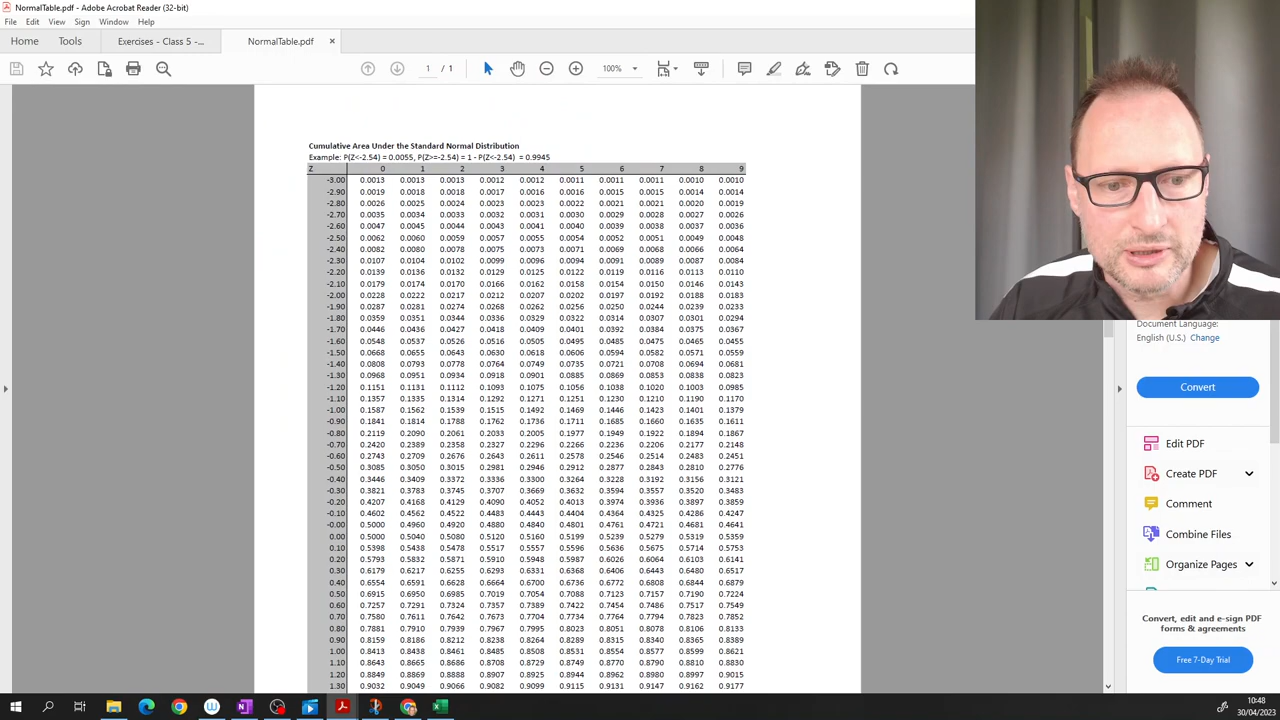 NormalTable.pdf - Adobe Acrobat Reader (32-bit)
File Edit View Sign Window Help
Home Tools Exercises - Class 5 -... NormalTable.pdf ×
1 / 1 100%
Cumulative Area Under the Standard Normal Distribution
Example: P(Z<-2.54) = 0.0055, P(Z>=-2.54) = 1 - P(Z<-2.54) = 0.9945
Z 0 1 2 3 4 5 6 7 8 9
-3.00 0.0013 0.0013 0.0013 0.0012 0.0012 0.0011 0.0011 0.0011 0.0010 0.0010
-2.90 0.0019 0.0018 0.0018 0.0017 0.0016 0.0016 0.0015 0.0015 0.0014 0.0014
-2.80 0.0026 0.0025 0.0024 0.0023 0.0023 0.0022 0.0021 0.0021 0.0020 0.0019
-2.70 0.0035 0.0034 0.0033 0.0032 0.0031 0.0030 0.0029 0.0028 0.0027 0.0026
-2.60 0.0047 0.0045 0.0044 0.0043 0.0041 0.0040 0.0039 0.0038 0.0037 0.0036
-2.50 0.0062 0.0060 0.0059 0.0057 0.0055 0.0054 0.0052 0.0051 0.0049 0.0048
-2.40 0.0082 0.0080 0.0078 0.0075 0.0073 0.0071 0.0069 0.0068 0.0066 0.0064
-2.30 0.0107 0.0104 0.0102 0.0099 0.0096 0.0094 0.0091 0.0089 0.0087 0.0084
-2.20 0.0139 0.0136 0.0132 0.0129 0.0125 0.0122 0.0119 0.0116 0.0113 0.0110
-2.10 0.0179 0.0174 0.0170 0.0166 0.0162 0.0158 0.0154 0.0150 0.0146 0.0143
-2.00 0.0228 0.0222 0.0217 0.0212 0.0207 0.0202 0.0197 0.0192 0.0188 0.0183
-1.90 0.0287 0.0281 0.0274 0.0268 0.0262 0.0256 0.0250 0.0244 0.0239 0.0233
-1.80 0.0359 0.0351 0.0344 0.0336 0.0329 0.0322 0.0314 0.0307 0.0301 0.0294
-1.70 0.0446 0.0436 0.0427 0.0418 0.0409 0.0401 0.0392 0.0384 0.0375 0.0367
-1.60 0.0548 0.0537 0.0526 0.0516 0.0505 0.0495 0.0485 0.0475 0.0465 0.0455
-1.50 0.0668 0.0655 0.0643 0.0630 0.0618 0.0606 0.0594 0.0582 0.0571 0.0559
-1.40 0.0808 0.0793 0.0778 0.0764 0.0749 0.0735 0.0721 0.0708 0.0694 0.0681
-1.30 0.0968 0.0951 0.0934 0.0918 0.0901 0.0885 0.0869 0.0853 0.0838 0.0823
-1.20 0.1151 0.1131 0.1112 0.1093 0.1075 0.1056 0.1038 0.1020 0.1003 0.0985
-1.10 0.1357 0.1335 0.1314 0.1292 0.1271 0.1251 0.1230 0.1210 0.1190 0.1170
-1.00 0.1587 0.1562 0.1539 0.1515 0.1492 0.1469 0.1446 0.1423 0.1401 0.1379
-0.90 0.1841 0.1814 0.1788 0.1762 0.1736 0.1711 0.1685 0.1660 0.1635 0.1611
-0.80 0.2119 0.2090 0.2061 0.2033 0.2005 0.1977 0.1949 0.1922 0.1894 0.1867
-0.70 0.2420 0.2389 0.2358 0.2327 0.2296 0.2266 0.2236 0.2206 0.2177 0.2148
-0.60 0.2743 0.2709 0.2676 0.2643 0.2611 0.2578 0.2546 0.2514 0.2483 0.2451
-0.50 0.3085 0.3050 0.3015 0.2981 0.2946 0.2912 0.2877 0.2843 0.2810 0.2776
-0.40 0.3446 0.3409 0.3372 0.3336 0.3300 0.3264 0.3228 0.3192 0.3156 0.3121
-0.30 0.3821 0.3783 0.3745 0.3707 0.3669 0.3632 0.3594 0.3557 0.3520 0.3483
-0.20 0.4207 0.4168 0.4129 0.4090 0.4052 0.4013 0.3974 0.3936 0.3897 0.3859
-0.10 0.4602 0.4562 0.4522 0.4483 0.4443 0.4404 0.4364 0.4325 0.4286 0.4247
-0.00 0.5000 0.4960 0.4920 0.4880 0.4840 0.4801 0.4761 0.4721 0.4681 0.4641
0.00 0.5000 0.5040 0.5080 0.5120 0.5160 0.5199 0.5239 0.5279 0.5319 0.5359
0.10 0.5398 0.5438 0.5478 0.5517 0.5557 0.5596 0.5636 0.5675 0.5714 0.5753
0.20 0.5793 0.5832 0.5871 0.5910 0.5948 0.5987 0.6026 0.6064 0.6103 0.6141
0.30 0.6179 0.6217 0.6255 0.6293 0.6331 0.6368 0.6406 0.6443 0.6480 0.6517
0.40 0.6554 0.6591 0.6628 0.6664 0.6700 0.6736 0.6772 0.6808 0.6844 0.6879
0.50 0.6915 0.6950 0.6985 0.7019 0.7054 0.7088 0.7123 0.7157 0.7190 0.7224
0.60 0.7257 0.7291 0.7324 0.7357 0.7389 0.7422 0.7454 0.7486 0.7517 0.7549
0.70 0.7580 0.7611 0.7642 0.7673 0.7704 0.7734 0.7764 0.7794 0.7823 0.7852
0.80 0.7881 0.7910 0.7939 0.7967 0.7995 0.8023 0.8051 0.8078 0.8106 0.8133
0.90 0.8159 0.8186 0.8212 0.8238 0.8264 0.8289 0.8315 0.8340 0.8365 0.8389
1.00 0.8413 0.8438 0.8461 0.8485 0.8508 0.8531 0.8554 0.8577 0.8599 0.8621
1.10 0.8643 0.8665 0.8686 0.8708 0.8729 0.8749 0.8770 0.8790 0.8810 0.8830
1.20 0.8849 0.8869 0.8888 0.8907 0.8925 0.8944 0.8962 0.8980 0.8997 0.9015
1.30 0.9032 0.9049 0.9066 0.9082 0.9099 0.9115 0.9131 0.9147 0.9162 0.9177
Document Language:
English (U.S.) Change
Convert
Edit PDF
Create PDF
Comment
Combine Files
Organize Pages
Convert, edit and e-sign PDF
forms & agreements
Free 7-Day Trial
10:48
30/04/2023